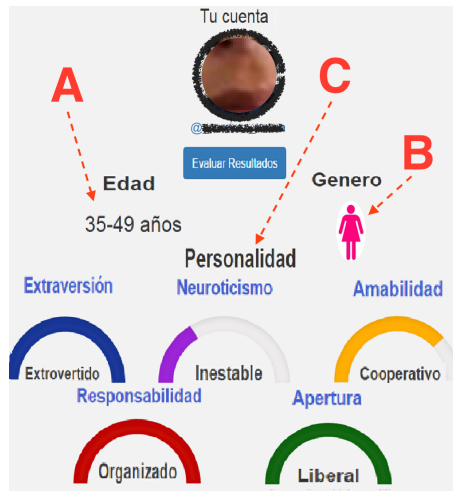 Tu cuenta
@
Evaluar Resultados
A
C
B
Edad
Genero
35-49 años
Personalidad
Extraversión
Neuroticismo
Amabilidad
Extrovertido
Inestable
Cooperativo
Responsabilidad
Apertura
Organizado
Liberal